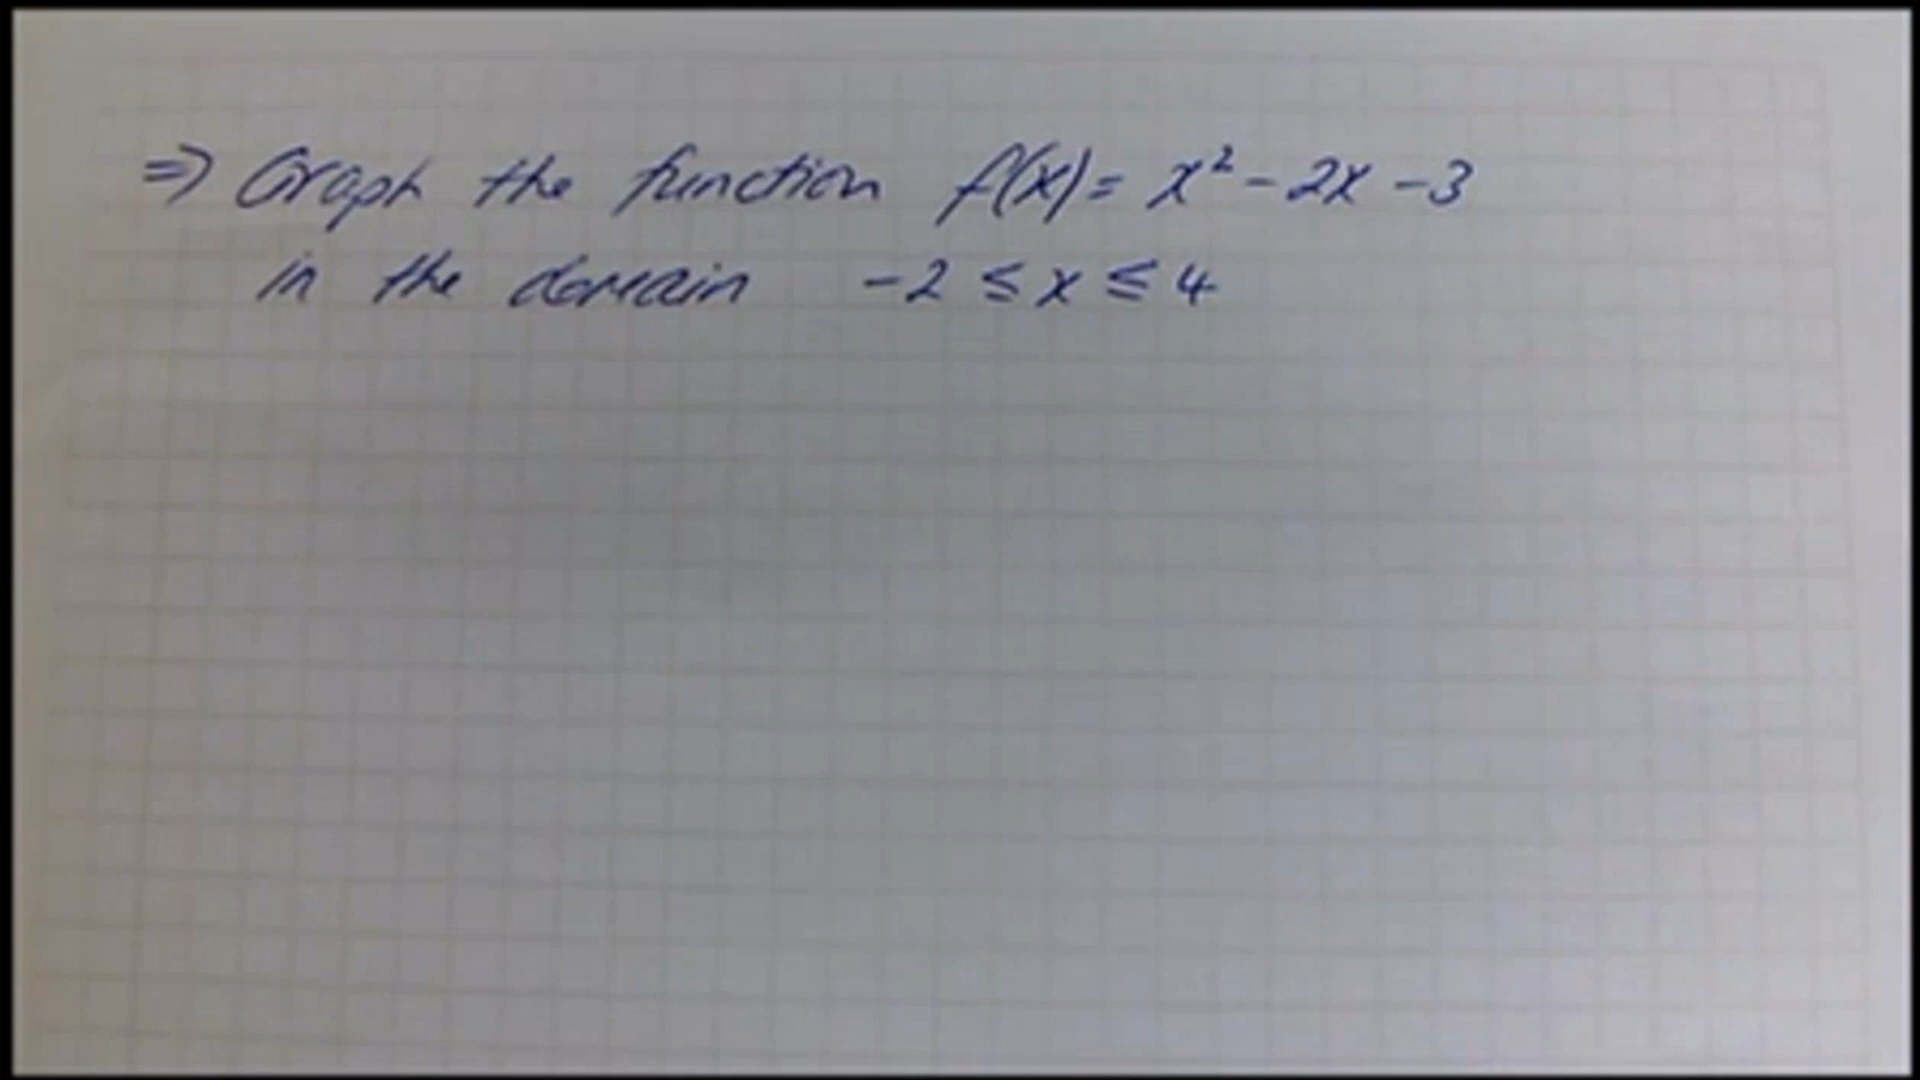 ⇒ Graph the function f(x) = x² - 2x - 3
in the domain -2 ≤ x ≤ 4